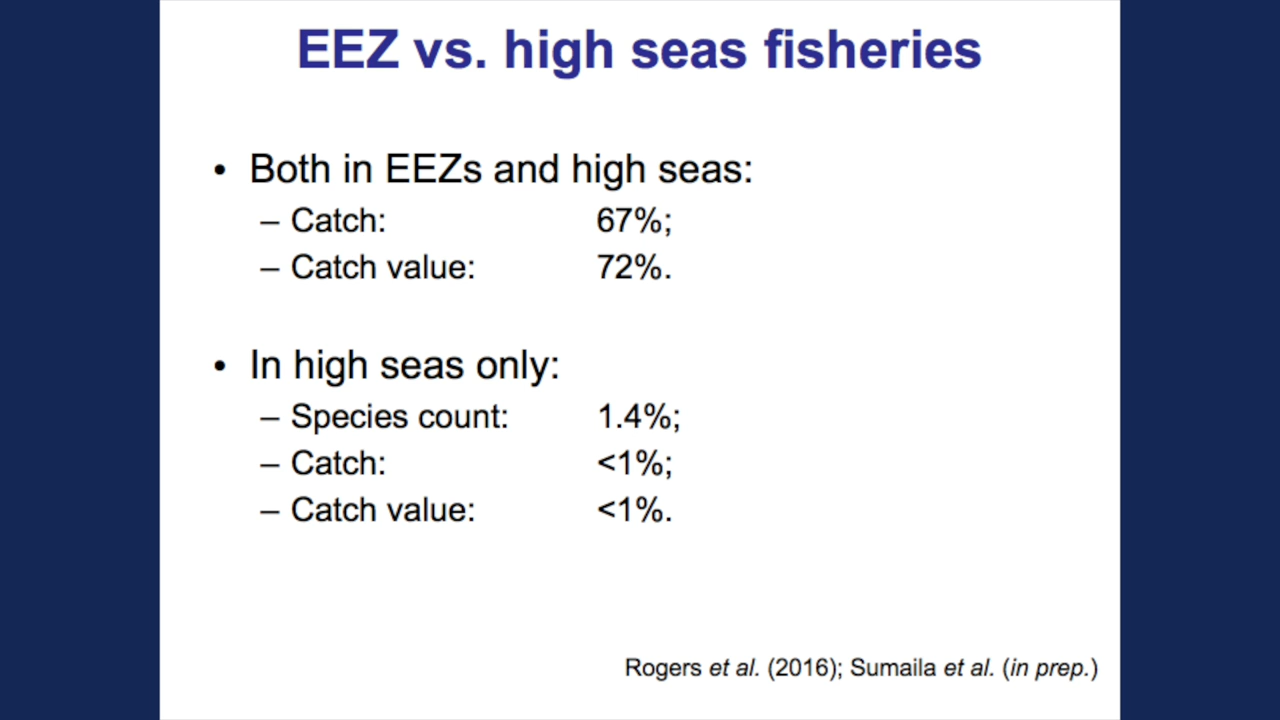 EEZ vs. high seas fisheries
• Both in EEZs and high seas:
– Catch: 67%;
– Catch value: 72%.
• In high seas only:
– Species count: 1.4%;
– Catch: <1%;
– Catch value: <1%.
Rogers et al. (2016); Sumaila et al. (in prep.)